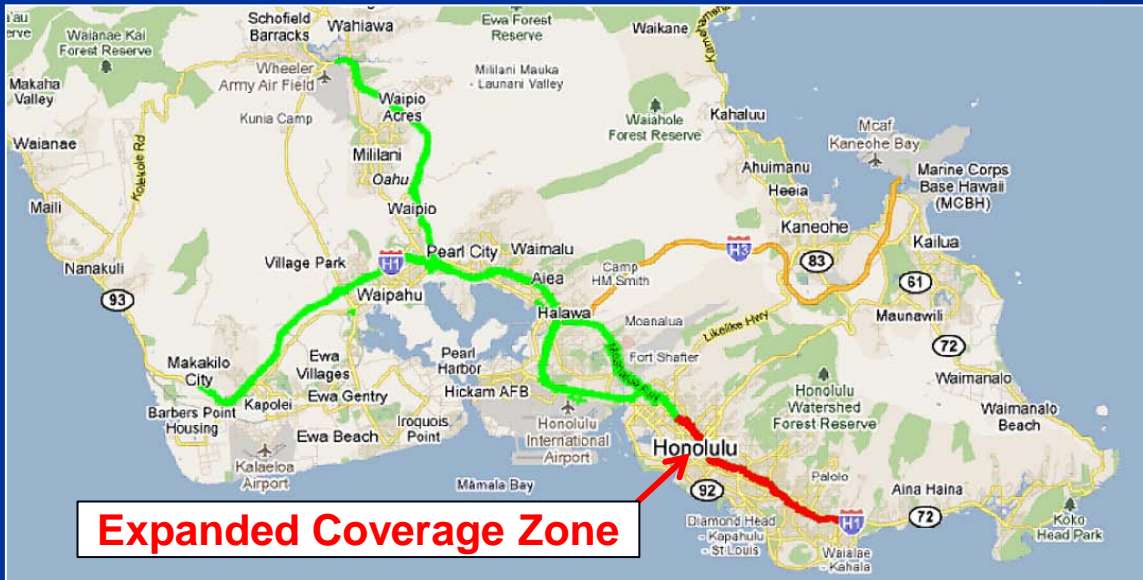 Schofield
Barracks
Wahiawa
Ewa Forest
Reserve
Waikane
Kamehameha
a'au
erve
Waianae Kai
Forest Reserve
Makaha
Valley
Wheeler
Army Air Field
Mililani Mauka
- Launani Valley
Waipio
Acres
Kunia Camp
Waiahole
Forest Reserve
Kahaluu
Mcaf
Kaneohe Bay
Waianae
Kolekole Rd
Mililani
Oahu
Ahuimanu
Heeia
Marine Corps
Base Hawaii
(MCBH)
Maili
Waipio
Kaneohe
Kailua
Nanakuli
Village Park
H1
Pearl City
Waimalu
H3
83
61
93
Waipahu
Aiea
Camp
HM Smith
Maunawili
Halawa
Moanalua
Likelike Hwy
72
Makakilo
City
Ewa
Villages
Pearl
Harbor
Fort Shafter
Waimanalo
Barbers Point
Housing
Kapolei
Ewa Gentry
Hickam AFB
Honolulu
Watershed
Forest Reserve
Waimanalo
Beach
Ewa Beach
Iroquois
Point
Honolulu
International
Airport
Honolulu
Kalaeloa
Airport
Māmala Bay
92
Palolo
Aina Haina
H1
72
Koko
Head Park
Diamond Head
- Kapahulu
- St Louis
Waialae
- Kahala
Expanded Coverage Zone